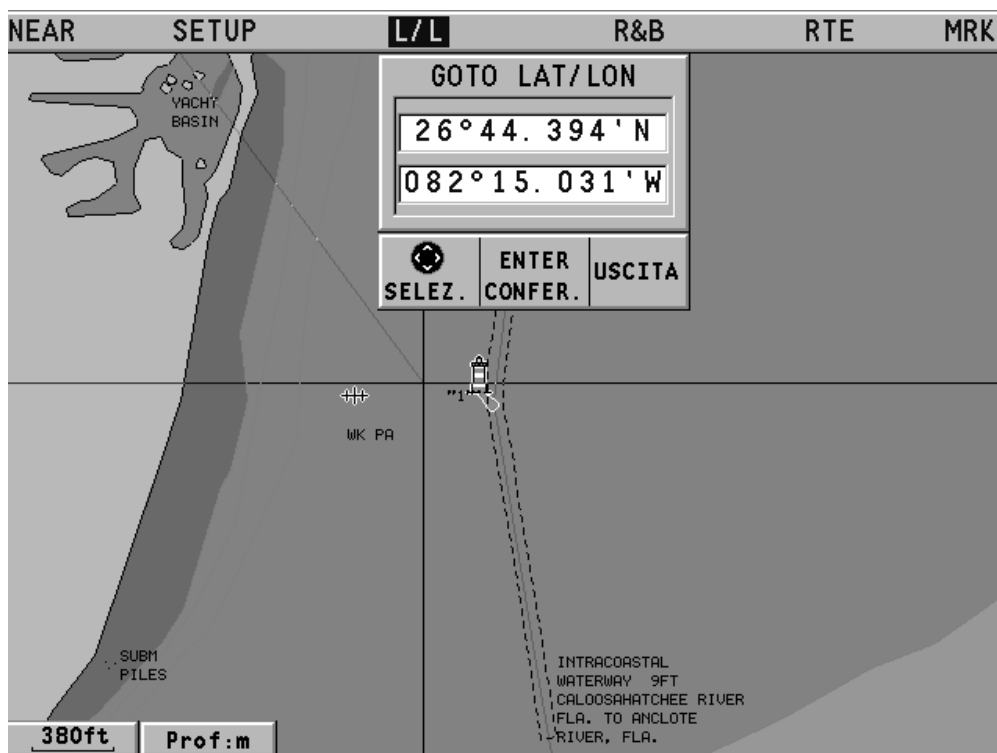 NEAR SETUP L/L R&B RTE MRK
GOTO LAT/LON
26°44.394'N
082°15.031'W
SELEZ.
ENTER
CONFER.
USCITA
YACHT
BASIN
"1"
WK PA
SUBM
PILES
INTRACOASTAL
WATERWAY 9FT
CALOOSAHATCHEE RIVER
FLA. TO ANCLOTE
RIVER, FLA.
380ft
Prof:m